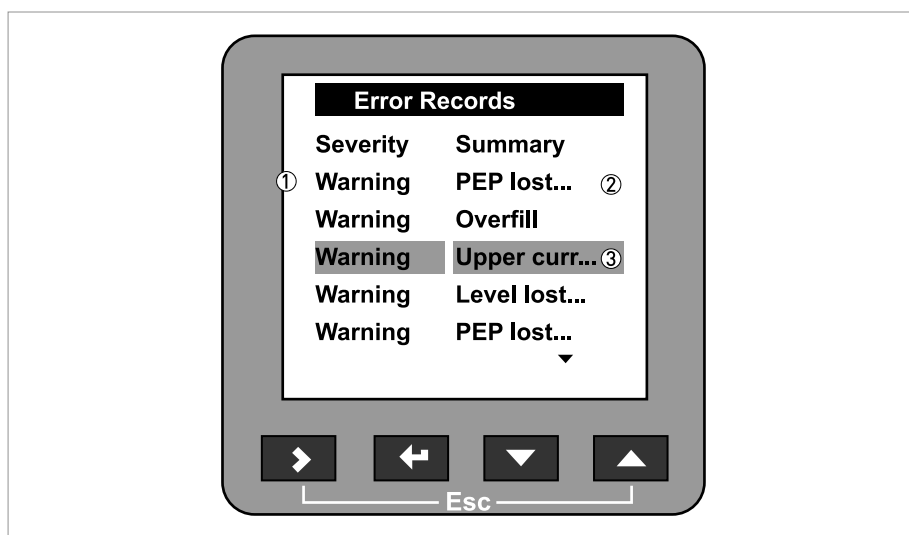 Error Records
Severity Summary
① Warning PEP lost... ②
Warning Overfill
Warning Upper curr... ③
Warning Level lost...
Warning PEP lost...
Esc